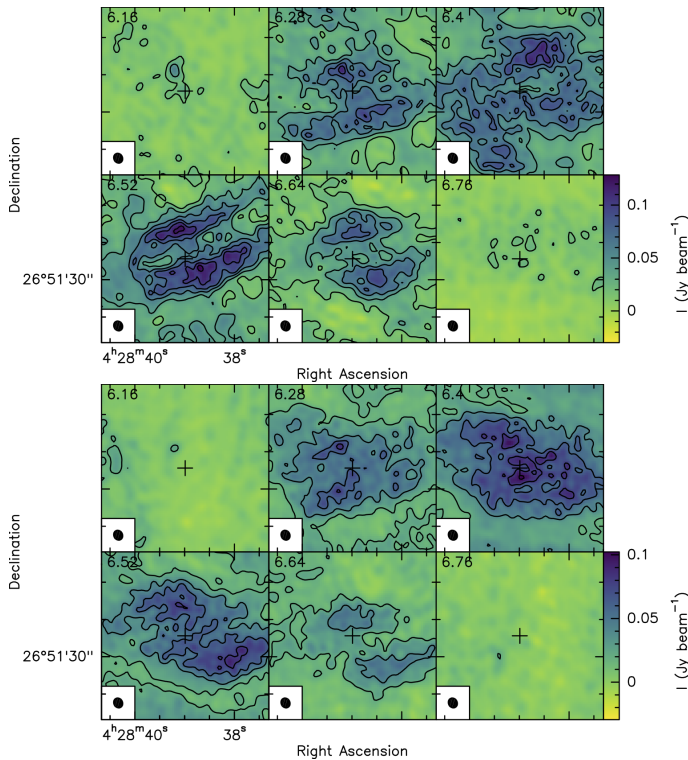 6.16 6.28 6.4
Declination
6.52 6.64 6.76
0.1
0.05
0
I (Jy beam⁻¹)
26°51'30"
4ʰ28ᵐ40ˢ 38ˢ
Right Ascension
6.16 6.28 6.4
Declination
6.52 6.64 6.76
0.1
0.05
0
I (Jy beam⁻¹)
26°51'30"
4ʰ28ᵐ40ˢ 38ˢ
Right Ascension